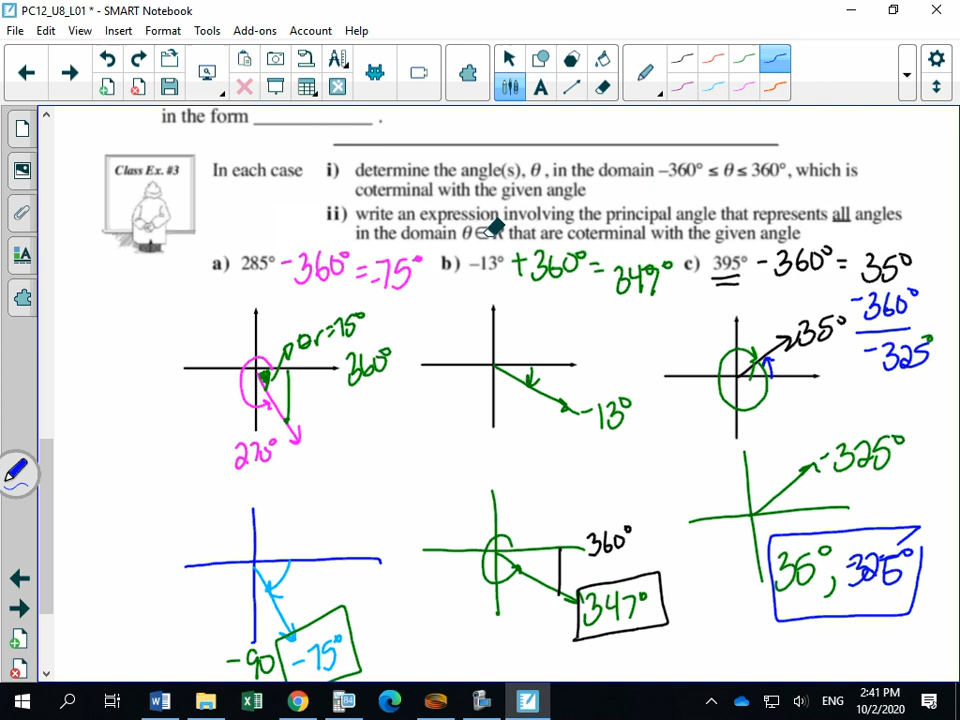 PC12_U8_L01 * - SMART Notebook
File Edit View Insert Format Tools Add-ons Account Help
in the form ____________ .
Class Ex. #3
In each case i) determine the angle(s), θ, in the domain –360° ≤ θ ≤ 360°, which is
coterminal with the given angle
ii) write an expression involving the principal angle that represents all angles
in the domain θ∈ that are coterminal with the given angle
a) 285° -360° = -75° b) –13° +360° = 349° c) 395° - 360° = 35°
-360°
-325°
θr=75°
360°
35°
-13°
270°
-325°
360°
347°
35°, -325°
-90 -75°
ENG
2:41 PM
10/2/2020